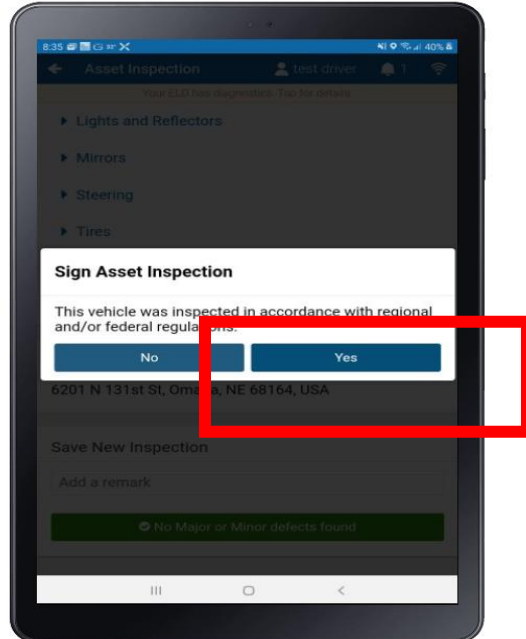 8:35
40%
Asset Inspection
test driver
1
Your ELD has diagnostics. Tap for details.
Lights and Reflectors
Mirrors
Steering
Tires
Sign Asset Inspection
This vehicle was inspected in accordance with regional
and/or federal regulations.
No
Yes
6201 N 131st St, Omaha, NE 68164, USA
Save New Inspection
Add a remark
No Major or Minor defects found